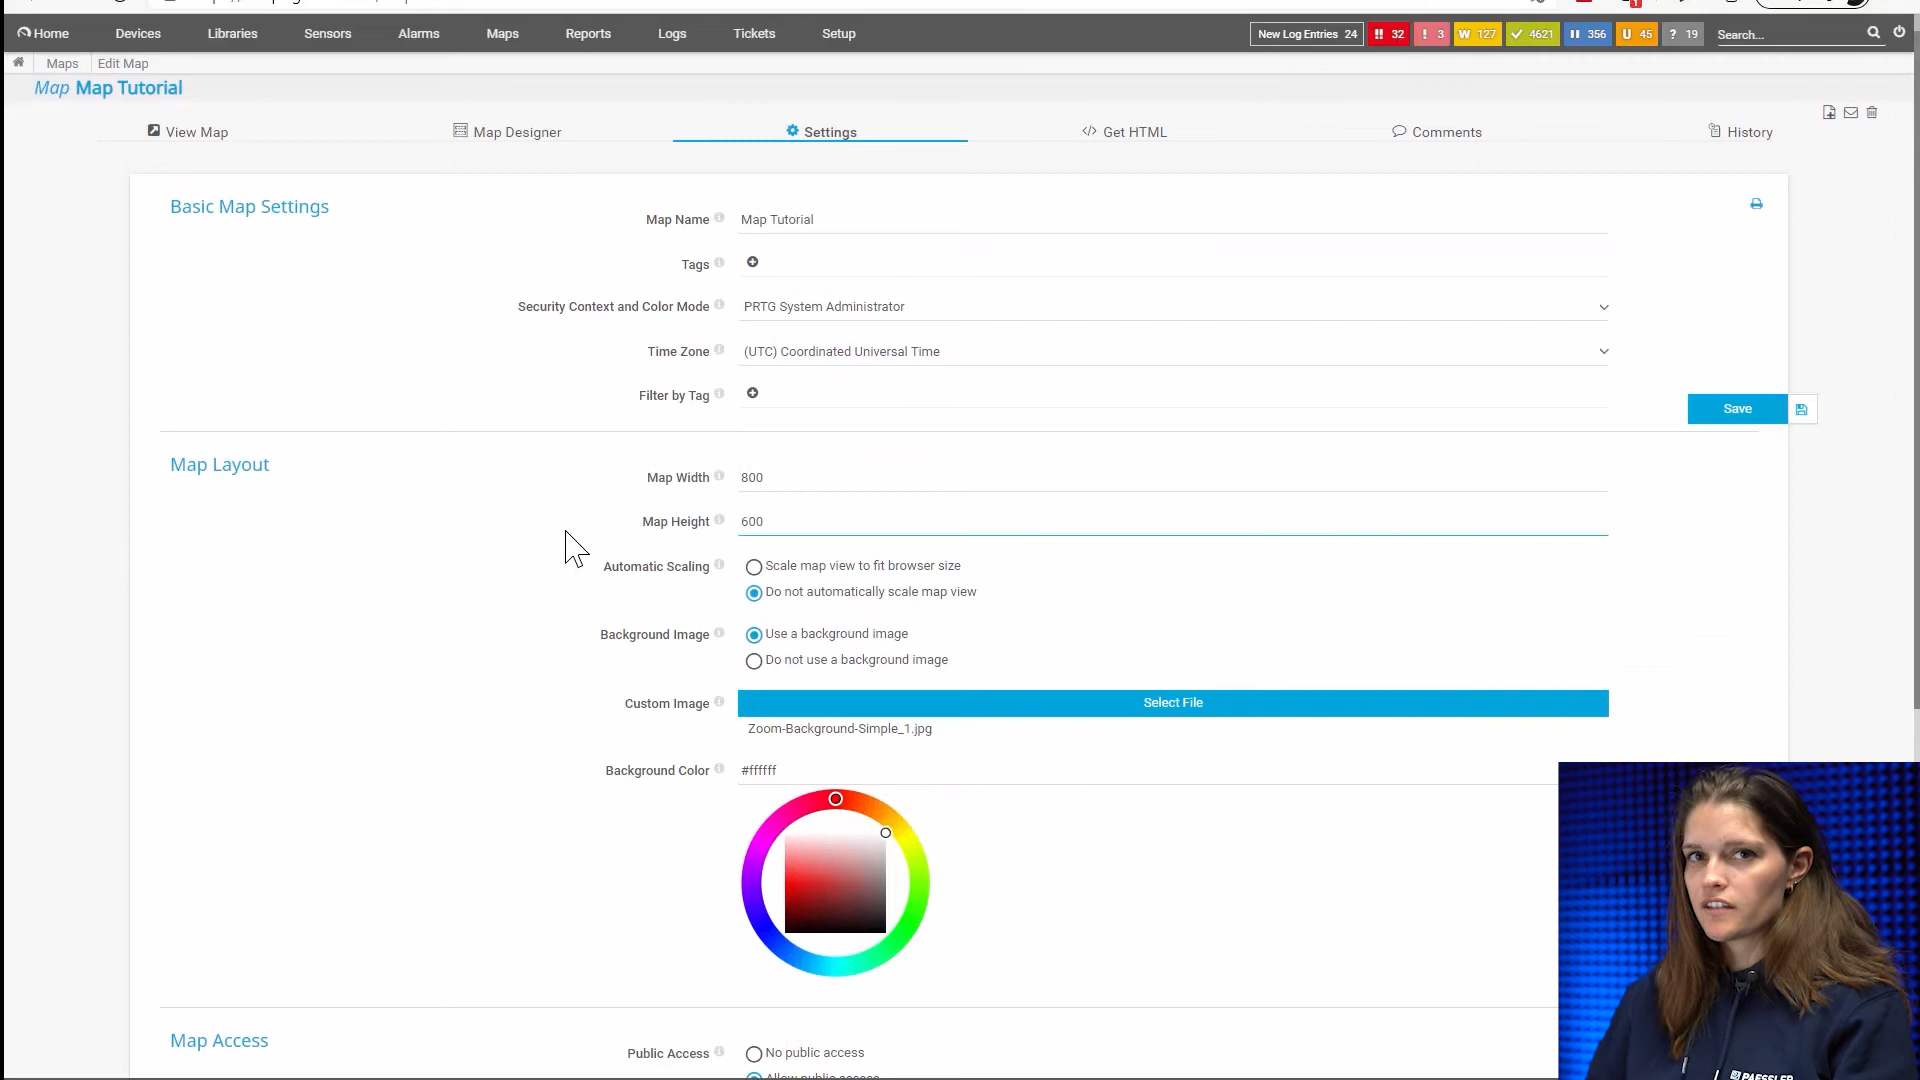 Home Devices Libraries Sensors Alarms Maps Reports Logs Tickets Setup New Log Entries 24 !! 32 ! 3 W 127 4621 356 U 45 ? 19 Search...
Maps Edit Map
Map Map Tutorial
View Map Map Designer Settings </> Get HTML Comments History
Basic Map Settings
Map Name Map Tutorial
Tags
Security Context and Color Mode PRTG System Administrator
Time Zone (UTC) Coordinated Universal Time
Filter by Tag
Save
Map Layout
Map Width 800
Map Height 600
Automatic Scaling Scale map view to fit browser size
Do not automatically scale map view
Background Image Use a background image
Do not use a background image
Custom Image Select File
Zoom-Background-Simple_1.jpg
Background Color #ffffff
Map Access
Public Access No public access
Allow public access
PAESSLER